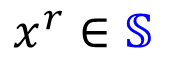 𝑥ʳ ∈ 𝕊